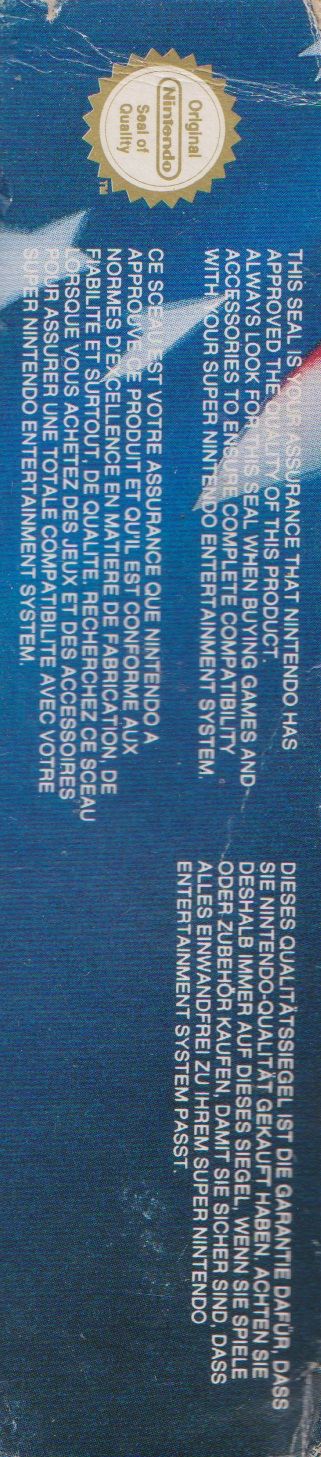 Original
Nintendo
Seal of
Quality
TM
THIS SEAL IS YOUR ASSURANCE THAT NINTENDO HAS
APPROVED THE QUALITY OF THIS PRODUCT.
ALWAYS LOOK FOR THIS SEAL WHEN BUYING GAMES AND
ACCESSORIES TO ENSURE COMPLETE COMPATIBILITY
WITH YOUR SUPER NINTENDO ENTERTAINMENT SYSTEM.
CE SCEAU EST VOTRE ASSURANCE QUE NINTENDO A
APPROUVE CE PRODUIT ET QU'IL EST CONFORME AUX
NORMES D'EXCELLENCE EN MATIERE DE FABRICATION, DE
FIABILITE ET SURTOUT, DE QUALITE. RECHERCHEZ CE SCEAU
LORSQUE VOUS ACHETEZ DES JEUX ET DES ACCESSOIRES
POUR ASSURER UNE TOTALE COMPATIBILITE AVEC VOTRE
SUPER NINTENDO ENTERTAINMENT SYSTEM.
DIESES QUALITÄTSSIEGEL IST DIE GARANTIE DAFÜR, DASS
SIE NINTENDO-QUALITÄT GEKAUFT HABEN. ACHTEN SIE
DESHALB IMMER AUF DIESES SIEGEL, WENN SIE SPIELE
ODER ZUBEHÖR KAUFEN, DAMIT SIE SICHER SIND, DASS
ALLES EINWANDFREI ZU IHREM SUPER NINTENDO
ENTERTAINMENT SYSTEM PASST.